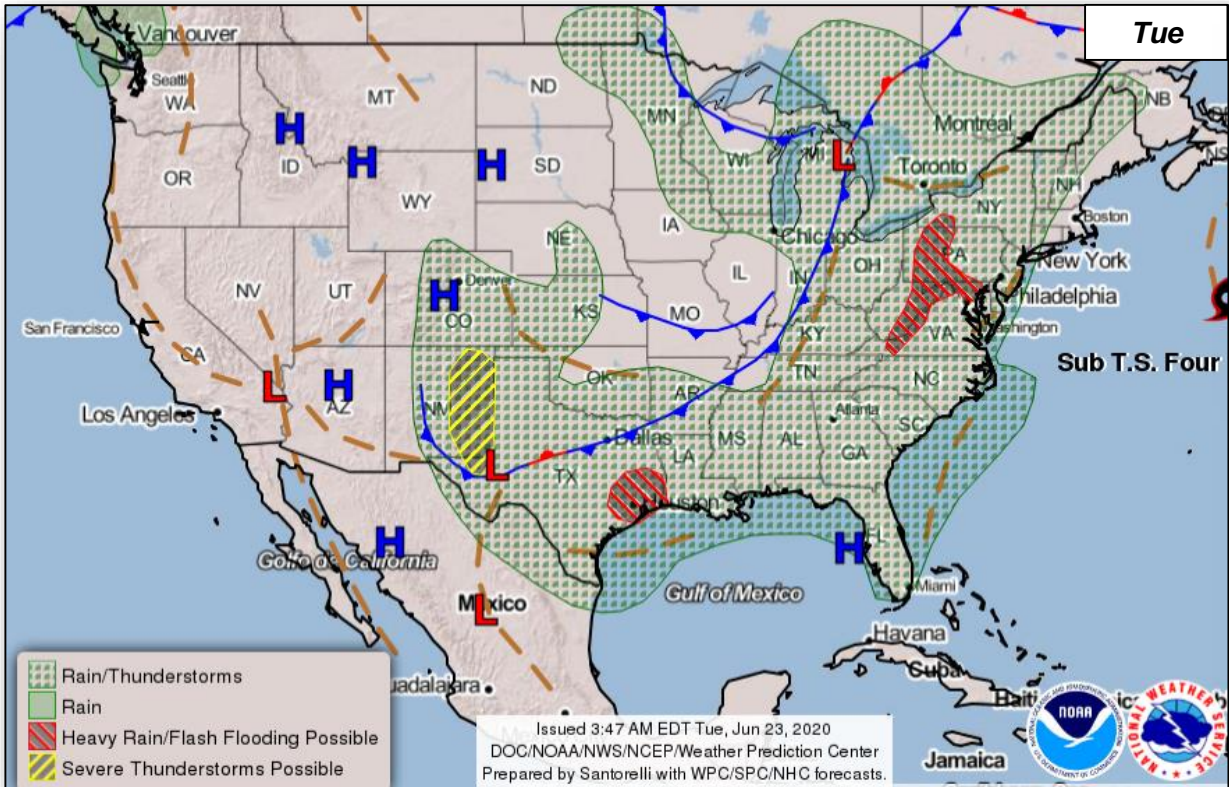 Tue
Vancouver
Seattle
WA
MT
ND
MN
Montréal
NB
OR
ID
SD
WI
MI
L
Toronto
NH
H
H
H
WY
NY
Boston
NE
IA
Chicago
NV
UT
H
Denver
CO
KS
IL
IN
OH
PA
New York
Philadelphia
San Francisco
MO
KY
VA
Washington
CA
L
H
AZ
NM
OK
AR
TN
NC
Sub T.S. Four
Los Angeles
Dallas
MS
AL
Atlanta
GA
SC
L
TX
LA
Houston
H
Golfo de California
H
FL
Gulf of Mexico
Miami
L
México
Havana
Cuba
Haiti
Jamaica
Rain/Thunderstorms
Rain
Heavy Rain/Flash Flooding Possible
Severe Thunderstorms Possible
Issued 3:47 AM EDT Tue, Jun 23, 2020
DOC/NOAA/NWS/NCEP/Weather Prediction Center
Prepared by Santorelli with WPC/SPC/NHC forecasts.
NOAA
NATIONAL WEATHER SERVICE